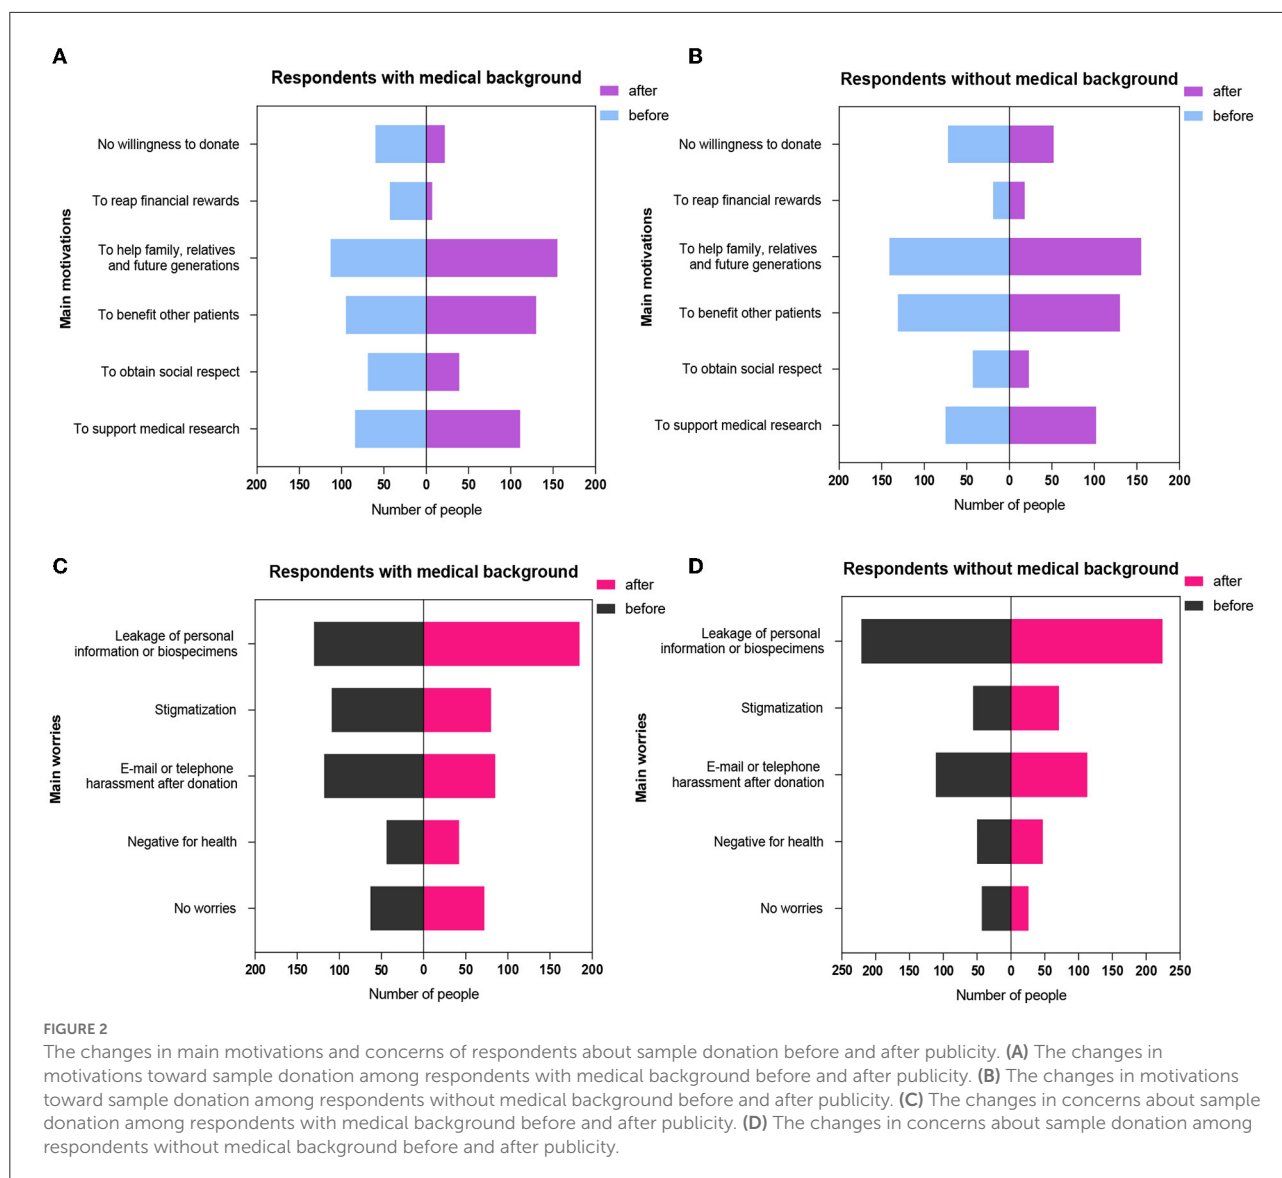 A
Respondents with medical background
after
before
Main motivations
No willingness to donate
To reap financial rewards
To help family, relatives
and future generations
To benefit other patients
To obtain social respect
To support medical research
200 150 100 50 0 50 100 150 200
Number of people
B
Respondents without medical background
after
before
Main motivations
No willingness to donate
To reap financial rewards
To help family, relatives
and future generations
To benefit other patients
To obtain social respect
To support medical research
200 150 100 50 0 50 100 150 200
Number of people
C
Respondents with medical background
after
before
Main worries
Leakage of personal
information or biospecimens
Stigmatization
E-mail or telephone
harassment after donation
Negative for health
No worries
200 150 100 50 0 50 100 150 200
Number of people
D
Respondents without medical background
after
before
Main worries
Leakage of personal
information or biospecimens
Stigmatization
E-mail or telephone
harassment after donation
Negative for health
No worries
250 200 150 100 50 0 50 100 150 200 250
Number of people
FIGURE 2
The changes in main motivations and concerns of respondents about sample donation before and after publicity. (A) The changes in
motivations toward sample donation among respondents with medical background before and after publicity. (B) The changes in motivations
toward sample donation among respondents without medical background before and after publicity. (C) The changes in concerns about sample
donation among respondents with medical background before and after publicity. (D) The changes in concerns about sample donation among
respondents without medical background before and after publicity.